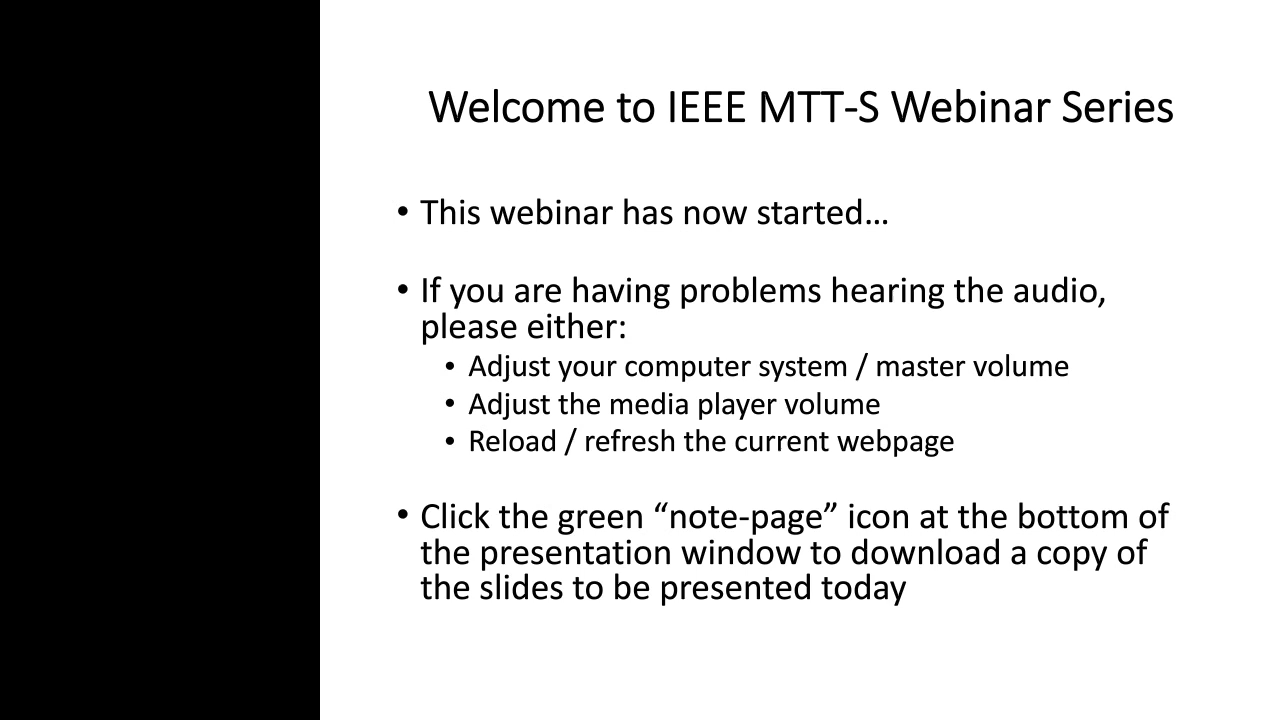 Welcome to IEEE MTT-S Webinar Series
• This webinar has now started…
• If you are having problems hearing the audio,
please either:
• Adjust your computer system / master volume
• Adjust the media player volume
• Reload / refresh the current webpage
• Click the green “note-page” icon at the bottom of
the presentation window to download a copy of
the slides to be presented today